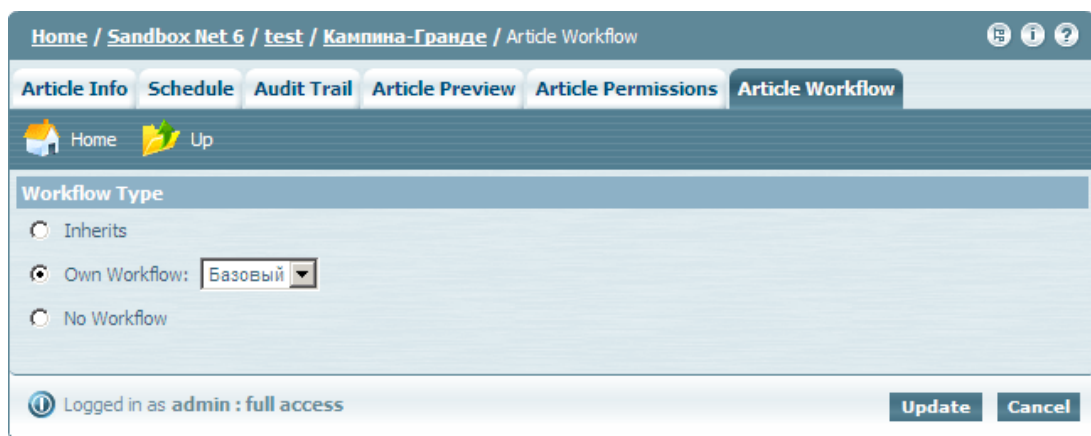 Home / Sandbox Net 6 / test / Кампина-Гранде / Article Workflow
Article Info Schedule Audit Trail Article Preview Article Permissions Article Workflow
Home Up
Workflow Type
Inherits
Own Workflow: Базовый
No Workflow
Logged in as admin : full access
Update Cancel